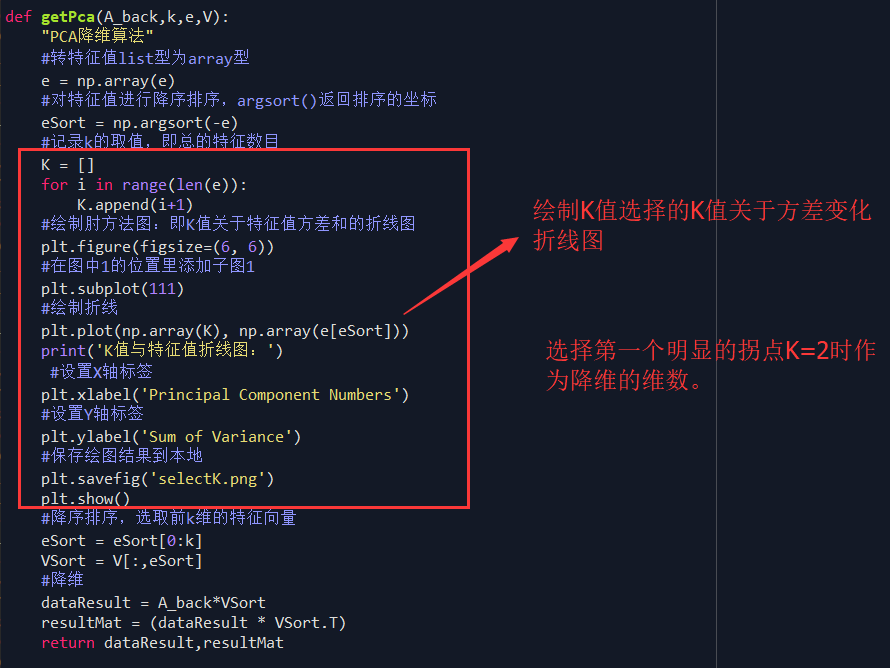 def getPca(A_back,k,e,V):
"PCA降维算法"
#转特征值list型为array型
e = np.array(e)
#对特征值进行降序排序，argsort()返回排序的坐标
eSort = np.argsort(-e)
#记录k的取值，即总的特征数目
K = []
for i in range(len(e)):
K.append(i+1)
#绘制肘方法图：即K值关于特征值方差和的折线图
plt.figure(figsize=(6, 6))
#在图中1的位置里添加子图1
plt.subplot(111)
#绘制折线
plt.plot(np.array(K), np.array(e[eSort]))
print('K值与特征值折线图：')
#设置X轴标签
plt.xlabel('Principal Component Numbers')
#设置Y轴标签
plt.ylabel('Sum of Variance')
#保存绘图结果到本地
plt.savefig('selectK.png')
plt.show()
#降序排序，选取前k维的特征向量
eSort = eSort[0:k]
VSort = V[:,eSort]
#降维
dataResult = A_back*VSort
resultMat = (dataResult * VSort.T)
return dataResult,resultMat
绘制K值选择的K值关于方差变化
折线图
选择第一个明显的拐点K=2时作
为降维的维数。